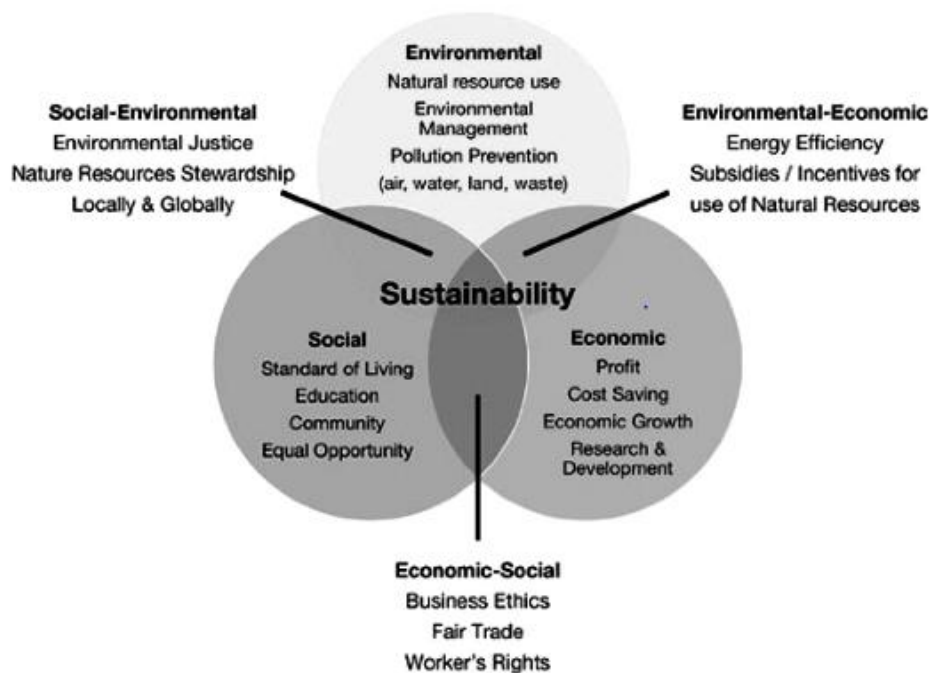 Environmental
Natural resource use
Environmental
Management
Pollution Prevention
(air, water, land, waste)
Social-Environmental
Environmental Justice
Nature Resources Stewardship
Locally & Globally
Environmental-Economic
Energy Efficiency
Subsidies / Incentives for
use of Natural Resources
Sustainability
Social
Standard of Living
Education
Community
Equal Opportunity
Economic
Profit
Cost Saving
Economic Growth
Research &
Development
Economic-Social
Business Ethics
Fair Trade
Worker's Rights